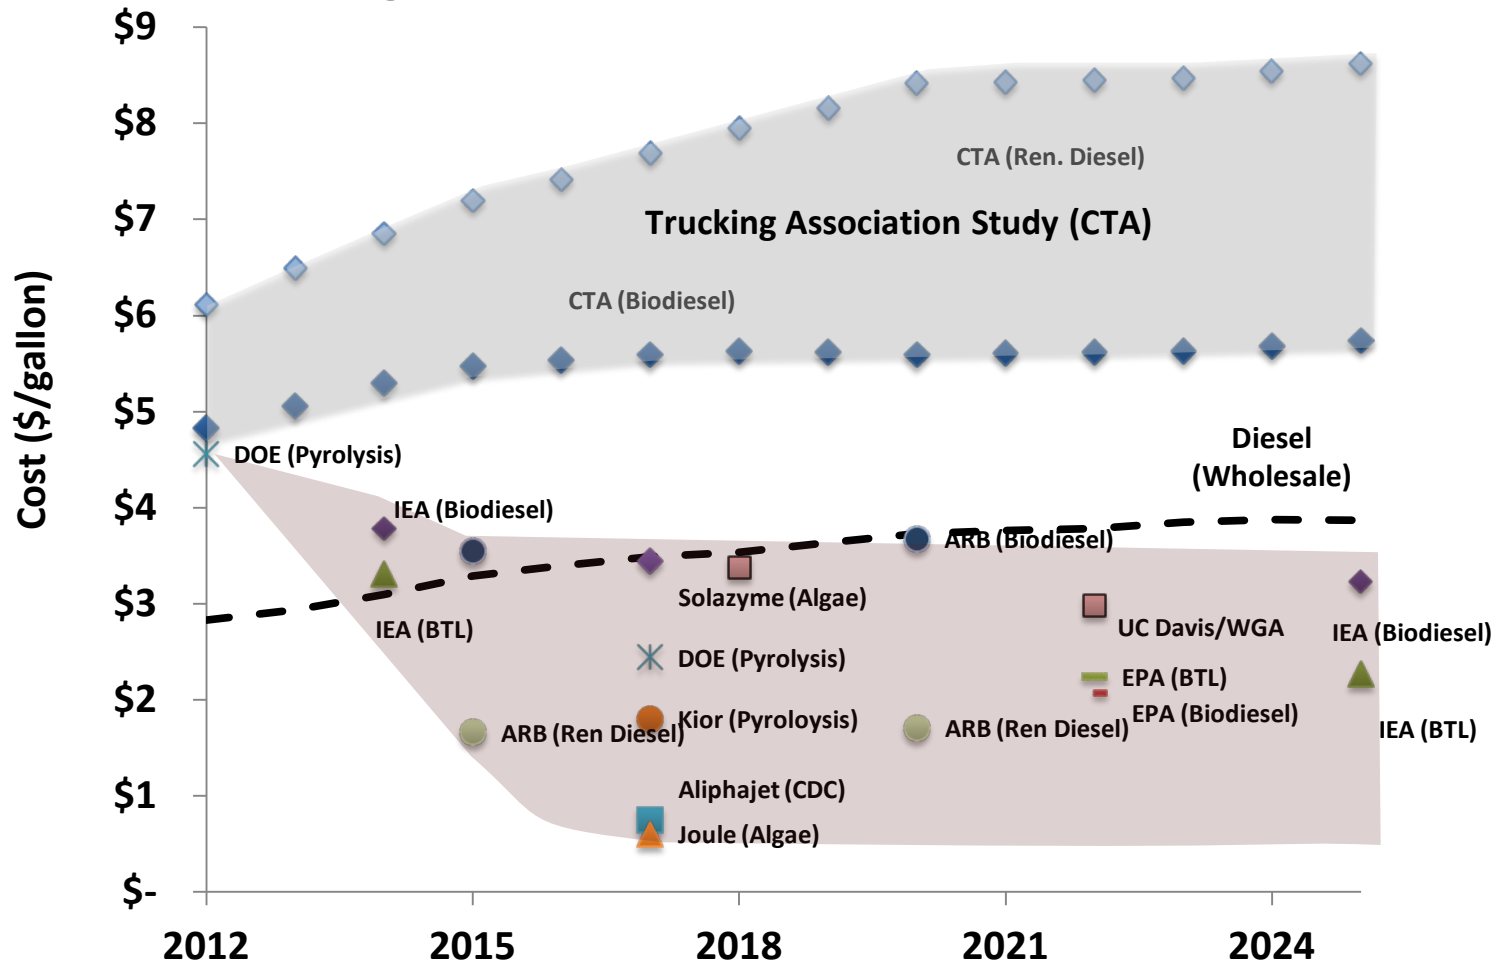 $9
$8
$7
$6
$5
$4
$3
$2
$1
$-
Cost ($/gallon)
CTA (Ren. Diesel)
Trucking Association Study (CTA)
CTA (Biodiesel)
Diesel
(Wholesale)
DOE (Pyrolysis)
IEA (Biodiesel)
ARB (Biodiesel)
Solazyme (Algae)
IEA (BTL)
UC Davis/WGA
IEA (Biodiesel)
DOE (Pyrolysis)
EPA (BTL)
Kior (Pyroloysis)
EPA (Biodiesel)
ARB (Ren Diesel)
ARB (Ren Diesel)
IEA (BTL)
Aliphajet (CDC)
Joule (Algae)
2012
2015
2018
2021
2024